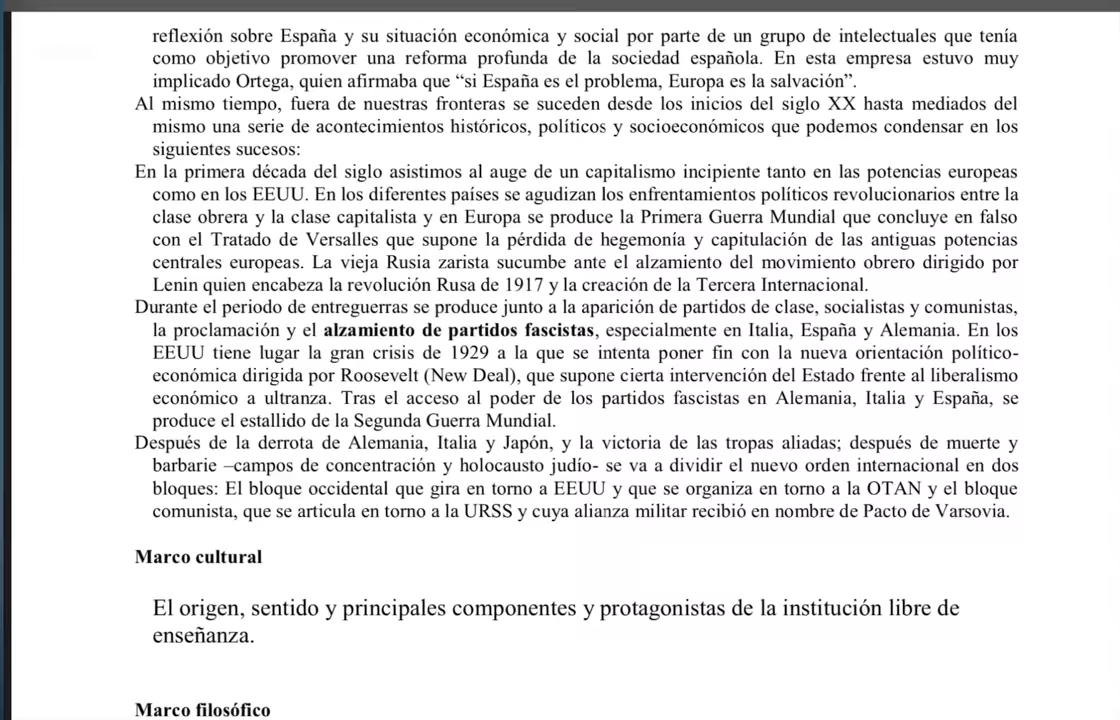 reflexión sobre España y su situación económica y social por parte de un grupo de intelectuales que tenía
como objetivo promover una reforma profunda de la sociedad española. En esta empresa estuvo muy
implicado Ortega, quien afirmaba que “si España es el problema, Europa es la salvación”.
Al mismo tiempo, fuera de nuestras fronteras se suceden desde los inicios del siglo XX hasta mediados del
mismo una serie de acontecimientos históricos, políticos y socioeconómicos que podemos condensar en los
siguientes sucesos:
En la primera década del siglo asistimos al auge de un capitalismo incipiente tanto en las potencias europeas
como en los EEUU. En los diferentes países se agudizan los enfrentamientos políticos revolucionarios entre la
clase obrera y la clase capitalista y en Europa se produce la Primera Guerra Mundial que concluye en falso
con el Tratado de Versalles que supone la pérdida de hegemonía y capitulación de las antiguas potencias
centrales europeas. La vieja Rusia zarista sucumbe ante el alzamiento del movimiento obrero dirigido por
Lenin quien encabeza la revolución Rusa de 1917 y la creación de la Tercera Internacional.
Durante el periodo de entreguerras se produce junto a la aparición de partidos de clase, socialistas y comunistas,
la proclamación y el alzamiento de partidos fascistas, especialmente en Italia, España y Alemania. En los
EEUU tiene lugar la gran crisis de 1929 a la que se intenta poner fin con la nueva orientación político-
económica dirigida por Roosevelt (New Deal), que supone cierta intervención del Estado frente al liberalismo
económico a ultranza. Tras el acceso al poder de los partidos fascistas en Alemania, Italia y España, se
produce el estallido de la Segunda Guerra Mundial.
Después de la derrota de Alemania, Italia y Japón, y la victoria de las tropas aliadas; después de muerte y
barbarie –campos de concentración y holocausto judío- se va a dividir el nuevo orden internacional en dos
bloques: El bloque occidental que gira en torno a EEUU y que se organiza en torno a la OTAN y el bloque
comunista, que se articula en torno a la URSS y cuya alianza militar recibió en nombre de Pacto de Varsovia.
Marco cultural
El origen, sentido y principales componentes y protagonistas de la institución libre de
enseñanza.
Marco filosófico